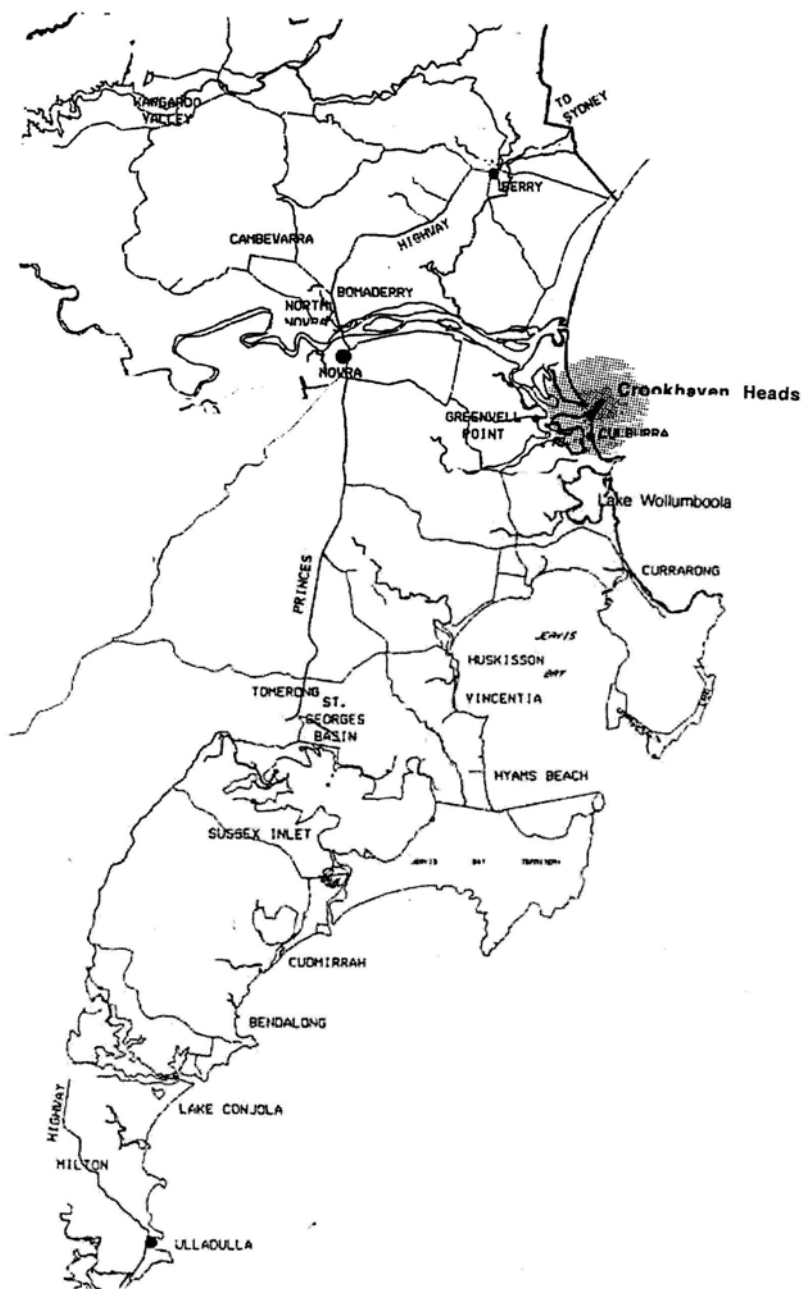 KANGAROO
VALLEY
TO
SYDNEY
BERRY
HIGHWAY
CAMBEVARRA
BOMADERRY
NORTH
NOWRA
NOWRA
Crookhaven Heads
GREENWELL
POINT
CULBURRA
Lake Wollumboola
CURRARONG
PRINCES
JERVIS
BAY
HUSKISSON
VINCENTIA
TOMERONG
ST.
GEORGES
BASIN
HYAMS BEACH
SUSSEX INLET
JERVIS BAY TERRITORY
CUDMIRRAH
BENDALONG
LAKE CONJOLA
HIGHWAY
MILTON
ULLADULLA